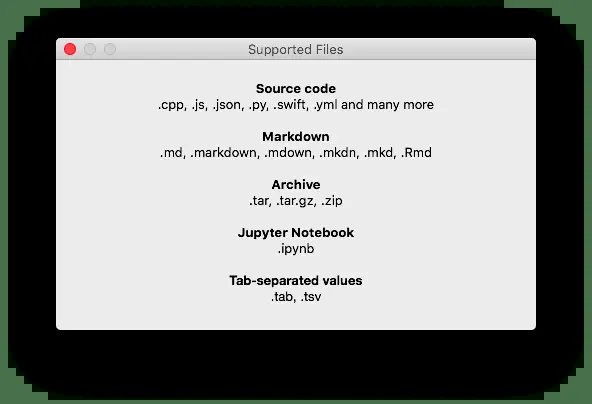 Supported Files
Source code
.cpp, .js, .json, .py, .swift, .yml and many more
Markdown
.md, .markdown, .mdown, .mkdn, .mkd, .Rmd
Archive
.tar, .tar.gz, .zip
Jupyter Notebook
.ipynb
Tab-separated values
.tab, .tsv